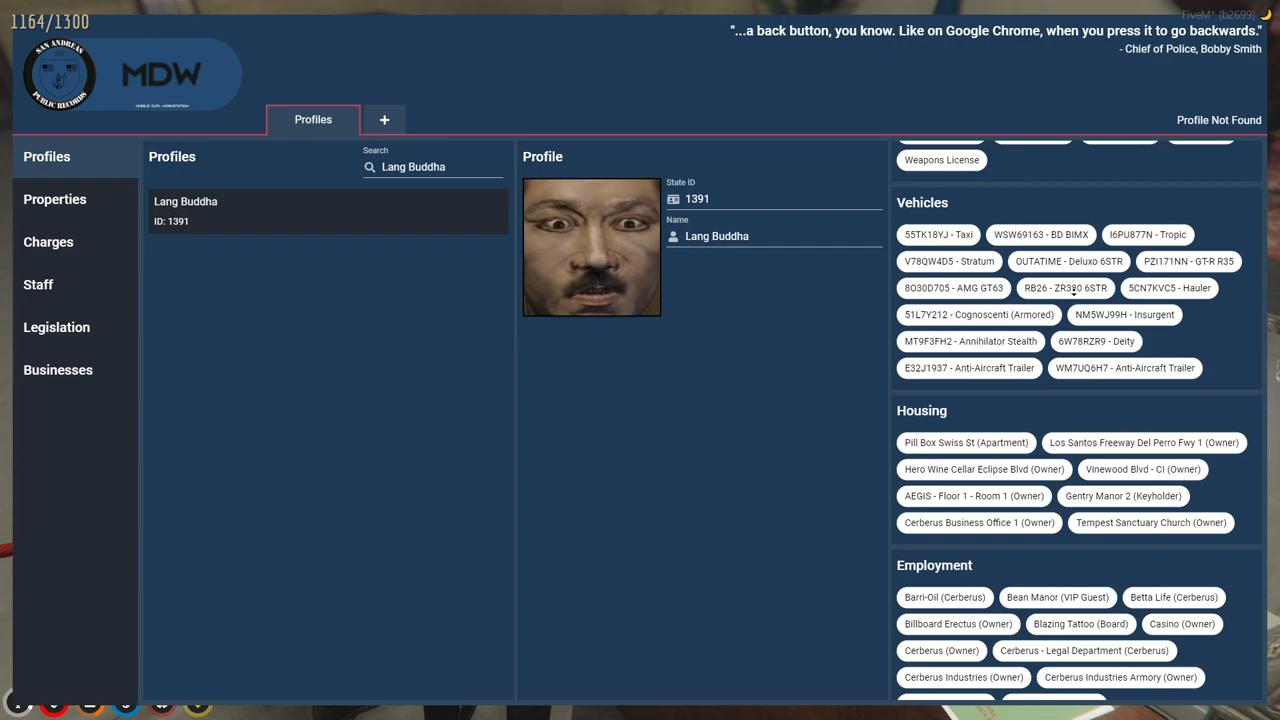 1164/1300
FiveM* (b2699)
"...a back button, you know. Like on Google Chrome, when you press it to go backwards."
- Chief of Police, Bobby Smith
SAN ANDREAS
PUBLIC RECORDS
MDW
MOBILE DATA WORKSTATION
Profiles
+
Profile Not Found
Profiles
Properties
Charges
Staff
Legislation
Businesses
Profiles
Search
Lang Buddha
Lang Buddha
ID: 1391
Profile
State ID
1391
Name
Lang Buddha
Weapons License
Vehicles
55TK18YJ - Taxi
WSW69163 - BD BIMX
I6PU877N - Tropic
V78QW4D5 - Stratum
OUTATIME - Deluxo 6STR
PZI171NN - GT-R R35
8O30D705 - AMG GT63
RB26 - ZR380 6STR
5CN7KVC5 - Hauler
51L7Y212 - Cognoscenti (Armored)
NM5WJ99H - Insurgent
MT9F3FH2 - Annihilator Stealth
6W78RZR9 - Deity
E32J1937 - Anti-Aircraft Trailer
WM7UQ6H7 - Anti-Aircraft Trailer
Housing
Pill Box Swiss St (Apartment)
Los Santos Freeway Del Perro Fwy 1 (Owner)
Hero Wine Cellar Eclipse Blvd (Owner)
Vinewood Blvd - CI (Owner)
AEGIS - Floor 1 - Room 1 (Owner)
Gentry Manor 2 (Keyholder)
Cerberus Business Office 1 (Owner)
Tempest Sanctuary Church (Owner)
Employment
Barri-Oil (Cerberus)
Bean Manor (VIP Guest)
Betta Life (Cerberus)
Billboard Erectus (Owner)
Blazing Tattoo (Board)
Casino (Owner)
Cerberus (Owner)
Cerberus - Legal Department (Cerberus)
Cerberus Industries (Owner)
Cerberus Industries Armory (Owner)